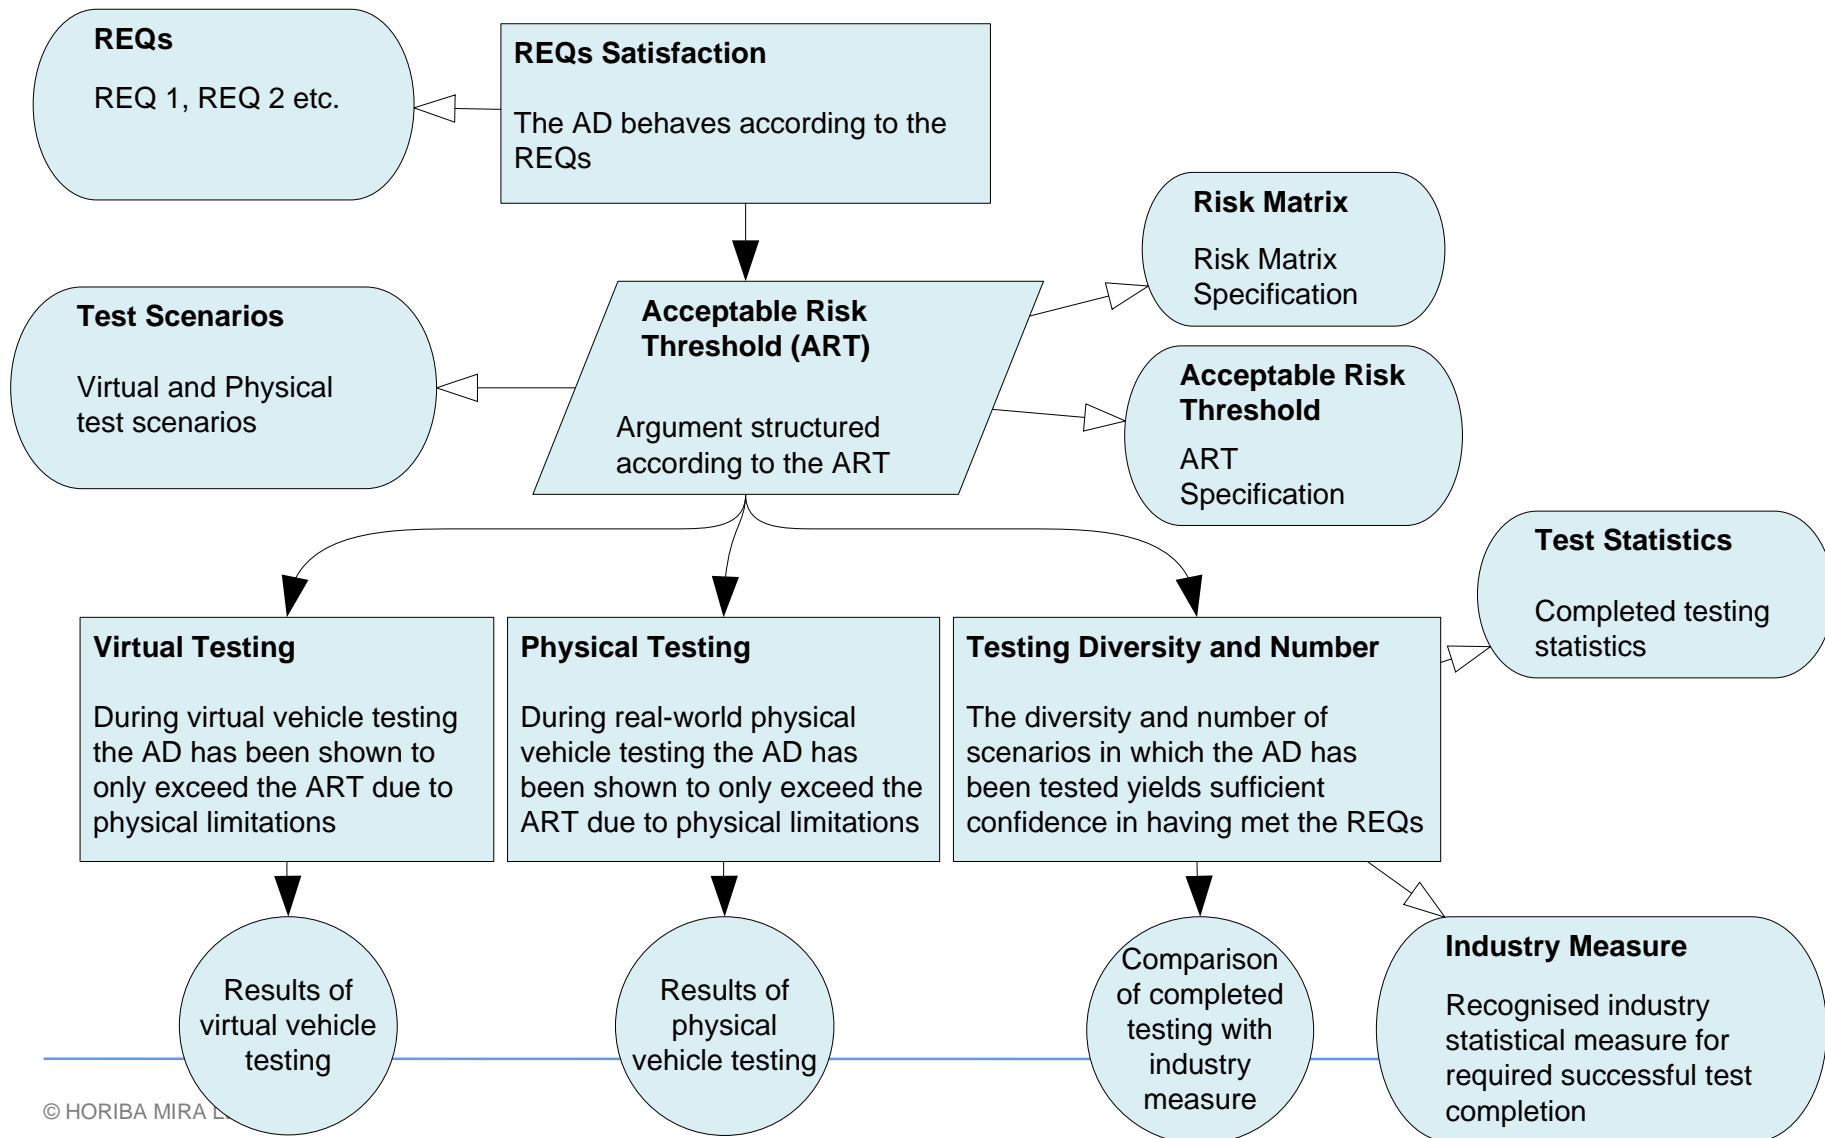 REQs
REQ 1, REQ 2 etc.
REQs Satisfaction
The AD behaves according to the
REQs
Risk Matrix
Risk Matrix
Specification
Test Scenarios
Virtual and Physical
test scenarios
Acceptable Risk
Threshold (ART)
Argument structured
according to the ART
Acceptable Risk
Threshold
ART
Specification
Test Statistics
Completed testing
statistics
Virtual Testing
During virtual vehicle testing
the AD has been shown to
only exceed the ART due to
physical limitations
Physical Testing
During real-world physical
vehicle testing the AD has
been shown to only exceed the
ART due to physical limitations
Testing Diversity and Number
The diversity and number of
scenarios in which the AD has
been tested yields sufficient
confidence in having met the REQs
Results of
virtual vehicle
testing
Results of
physical
vehicle testing
Comparison
of completed
testing with
industry
measure
Industry Measure
Recognised industry
statistical measure for
required successful test
completion
© HORIBA MIRA